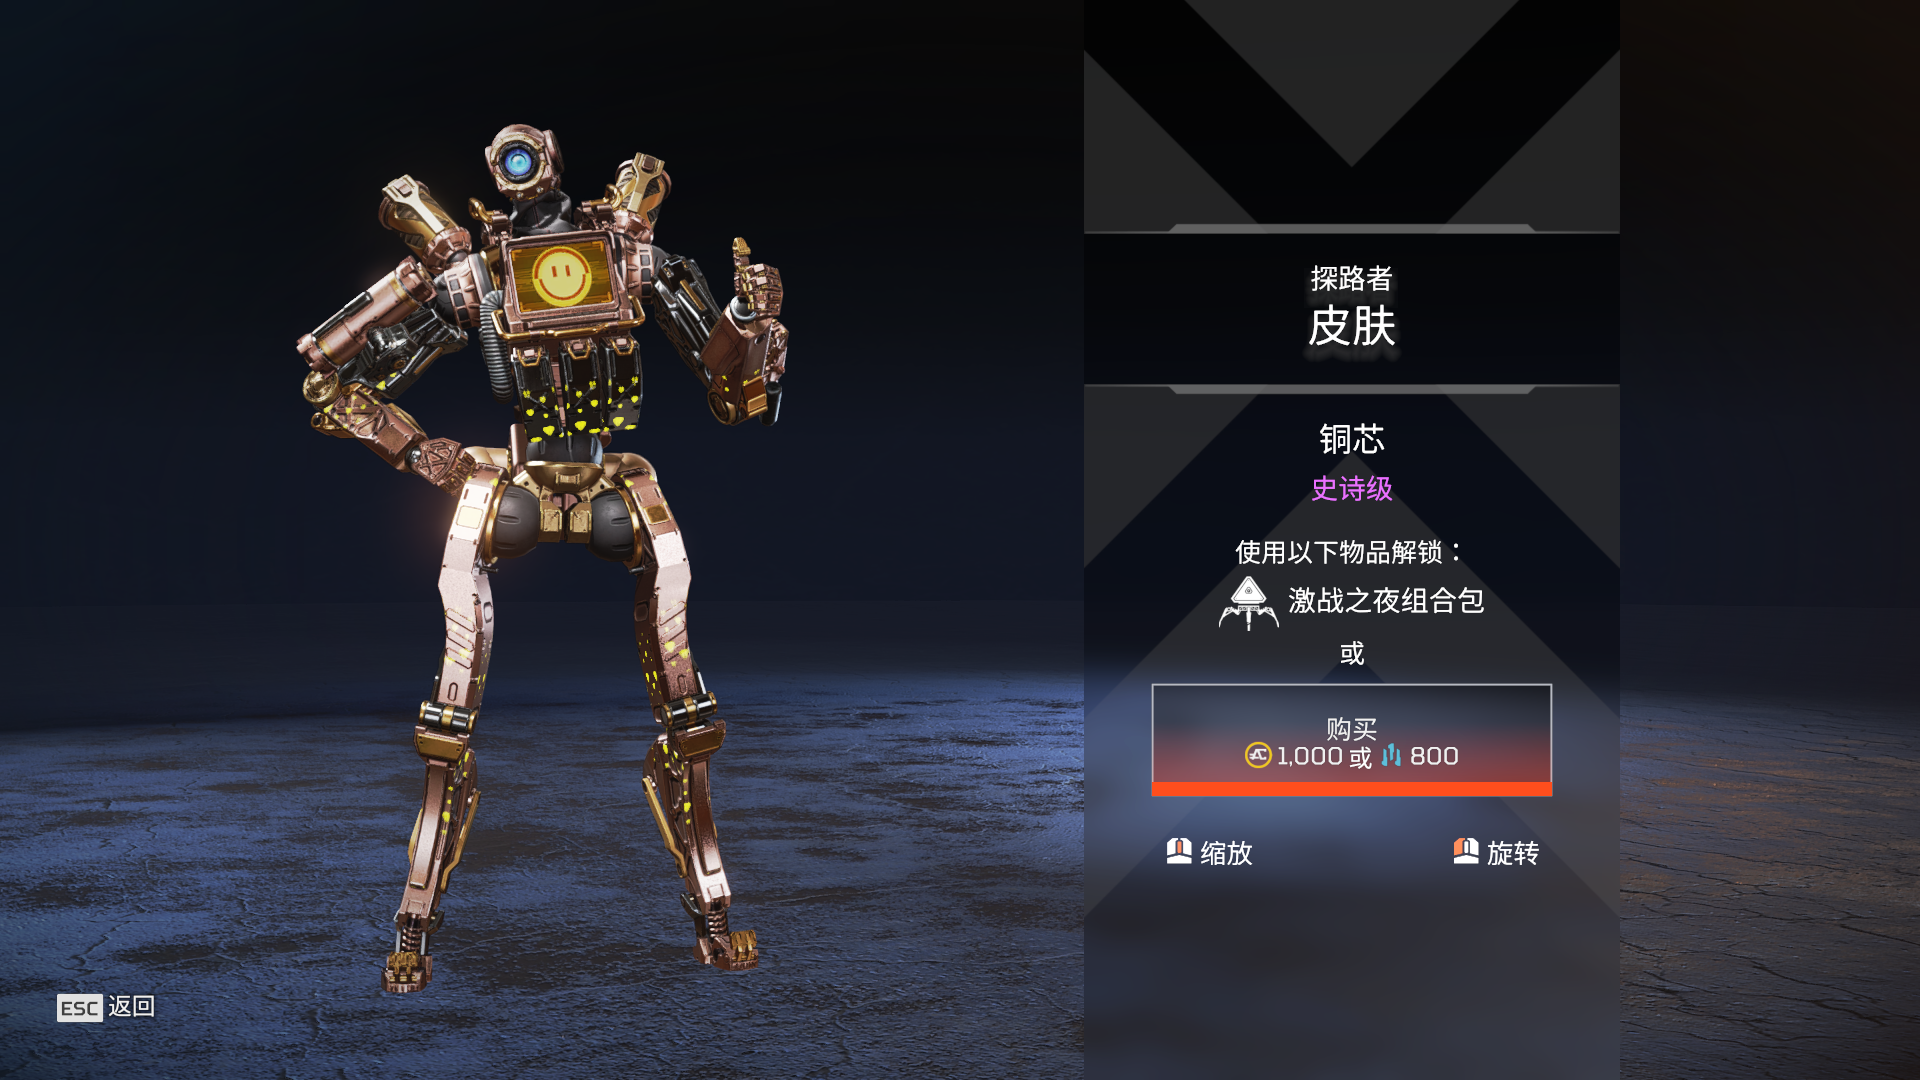 探路者
皮肤
铜芯
史诗级
使用以下物品解锁：
激战之夜组合包
或
购买
1,000 或 800
缩放
旋转
ESC 返回